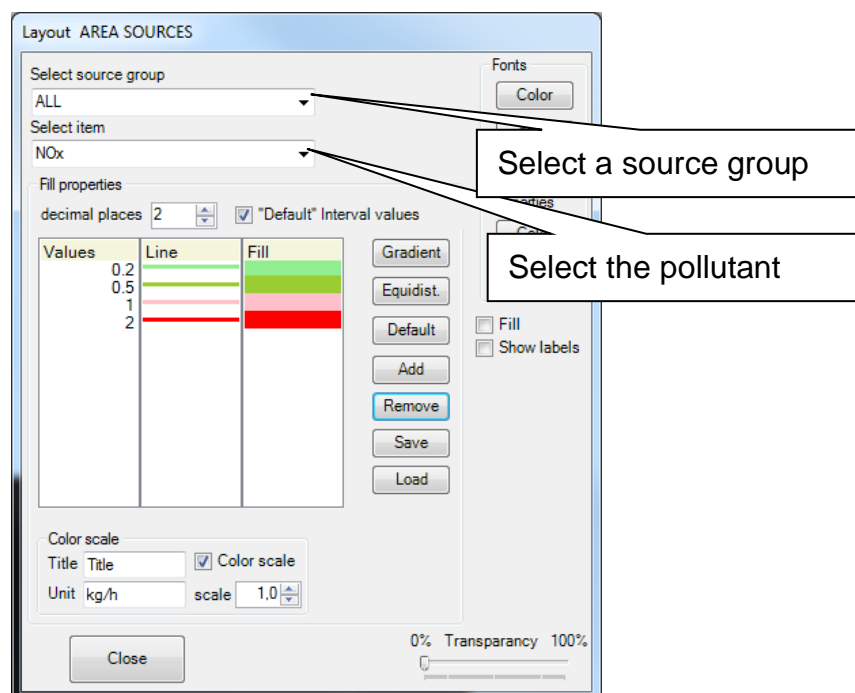 Layout AREA SOURCES
Select source group
Fonts
ALL
Color
Select item
Select a source group
NOx
Fill properties
decimal places 2 "Default" Interval values
Select the pollutant
Values Line Fill
Gradient
0.2
0.5
Equidist.
1
2
Default
Fill
Show labels
Add
Remove
Save
Load
Color scale
Title Title Color scale
Unit kg/h scale 1,0
Close
0% Transparancy 100%